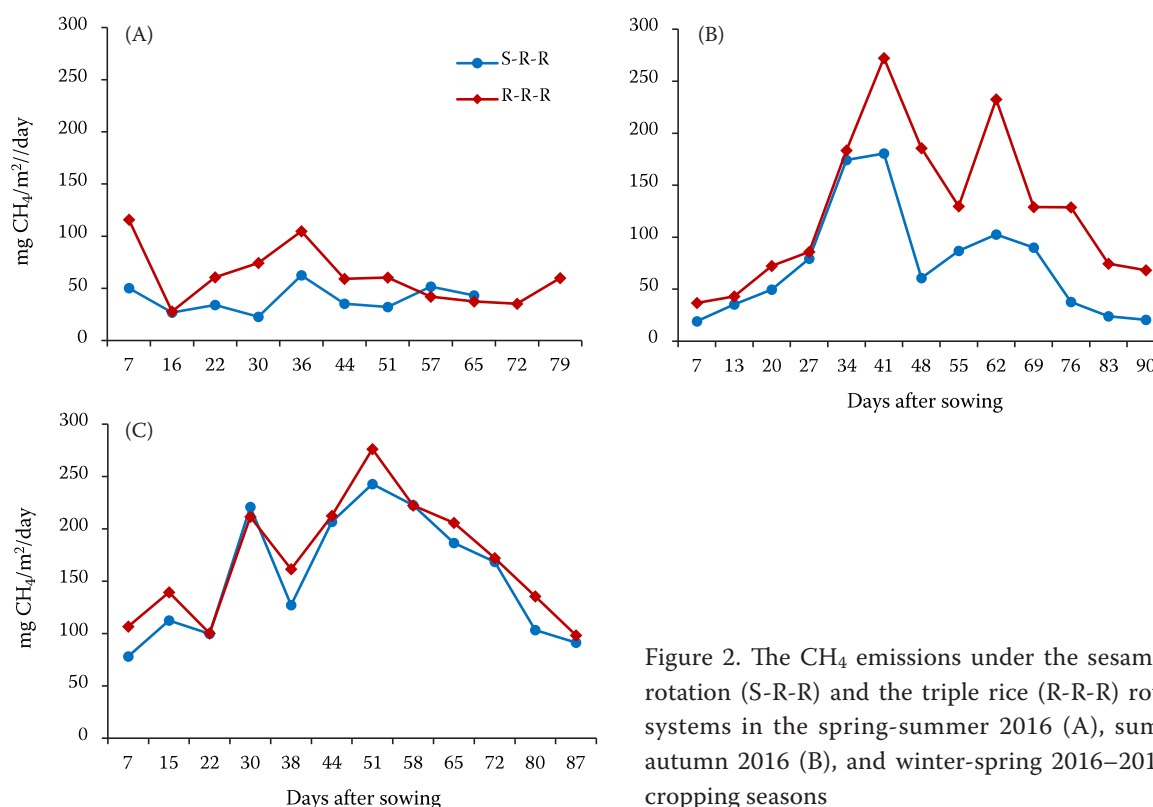 (A)
300
250
200
150
100
50
0
mg CH₄/m²//day
S-R-R
R-R-R
7 16 22 30 36 44 51 57 65 72 79
(B)
300
250
200
150
100
50
0
7 13 20 27 34 41 48 55 62 69 76 83 90
Days after sowing
(C)
300
250
200
150
100
50
0
mg CH₄/m²/day
7 15 22 30 38 44 51 58 65 72 80 87
Days after sowing
Figure 2. The CH₄ emissions under the
rotation (S-R-R) and the triple rice (R-R-R)
systems in the spring-summer 2016 (A),
autumn 2016 (B), and winter-spring
cropping seasons